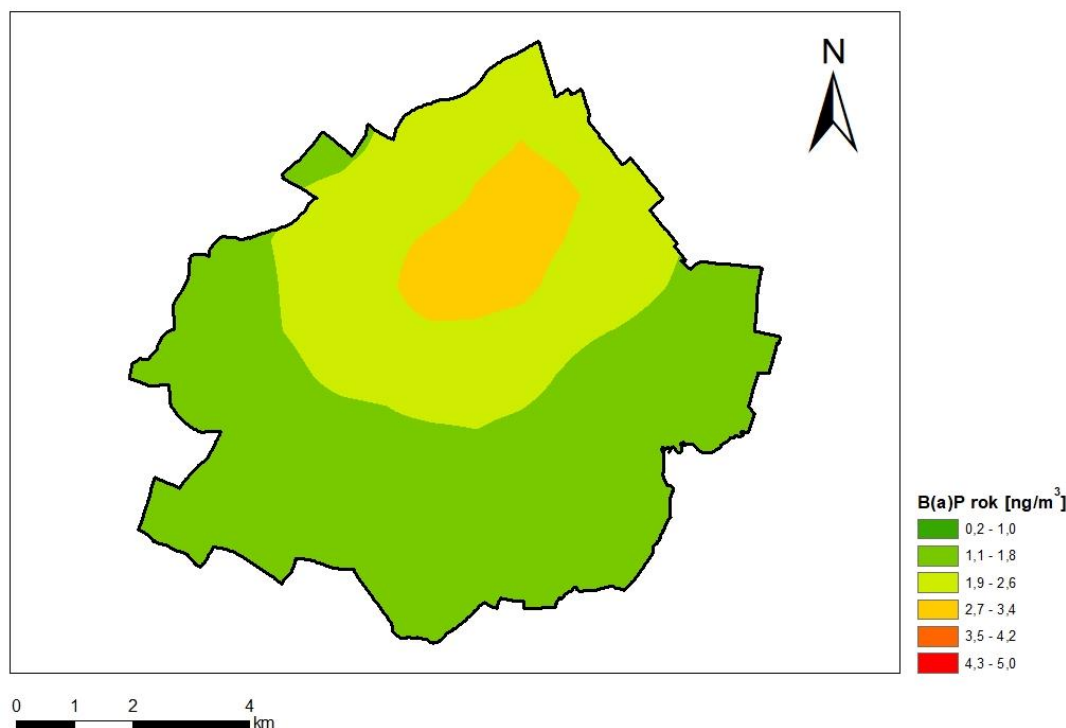 N
B(a)P rok [ng/m³]
0,2 - 1,0
1,1 - 1,8
1,9 - 2,6
2,7 - 3,4
3,5 - 4,2
4,3 - 5,0
0 1 2 4
km